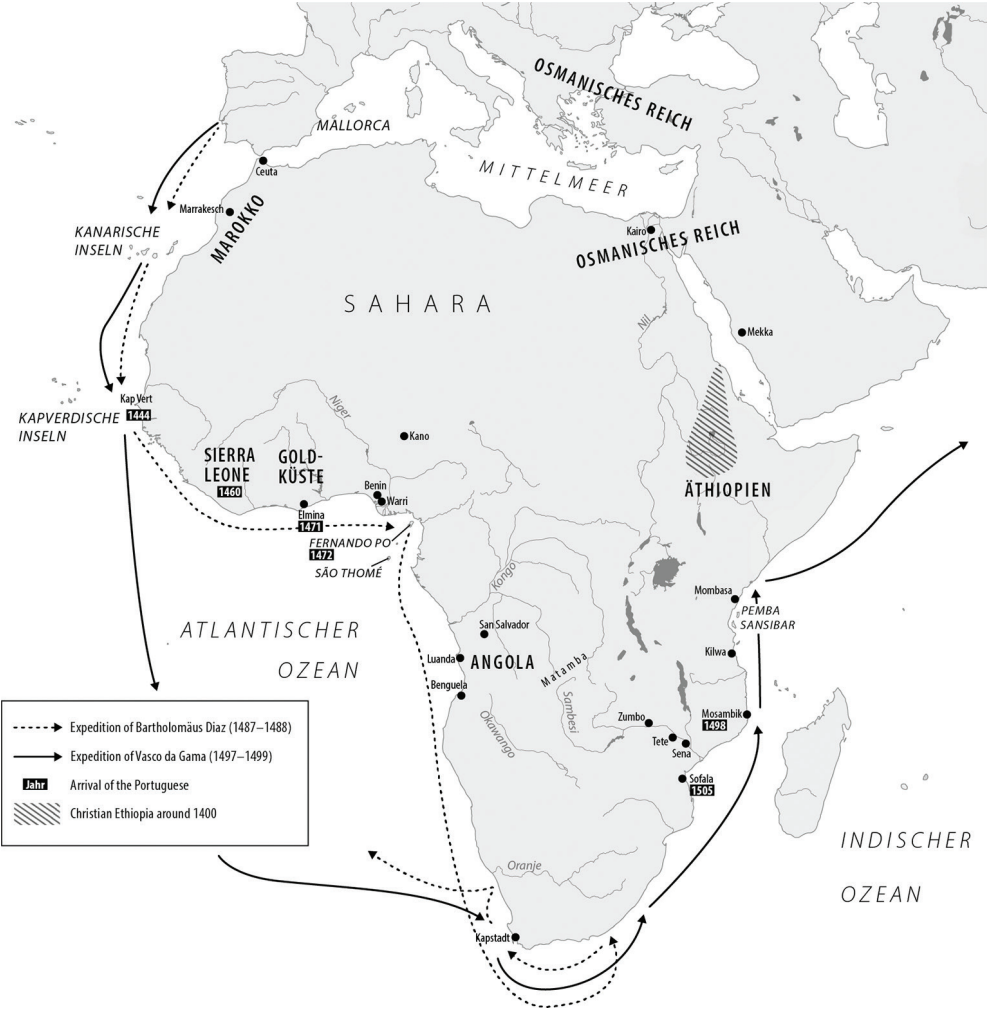 OSMANISCHES REICH
MALLORCA
MITTELMEER
Ceuta
Marrakesch
MAROKKO
KANARISCHE
INSELN
Kairo
OSMANISCHES REICH
SAHARA
Nil
Mekka
Kap Vert
1444
KAPVERDISCHE
INSELN
Niger
Kano
SIERRA
LEONE
1460
GOLD-
KÜSTE
Benin
Warri
Elmina
1471
ÄTHIOPIEN
FERNANDO PO
1472
SÃO THOMÉ
Kongo
Mombasa
PEMBA
SANSIBAR
San Salvador
ATLANTISCHER
OZEAN
Luanda
ANGOLA
Matamba
Kilwa
Benguela
Sambesi
Okawango
Zumbo
Mosambik
1498
Tete
Sena
Sofala
1505
Expedition of Bartholomäus Diaz (1487–1488)
Expedition of Vasco da Gama (1497–1499)
Jahr Arrival of the Portuguese
Christian Ethiopia around 1400
INDISCHER
OZEAN
Oranje
Kapstadt